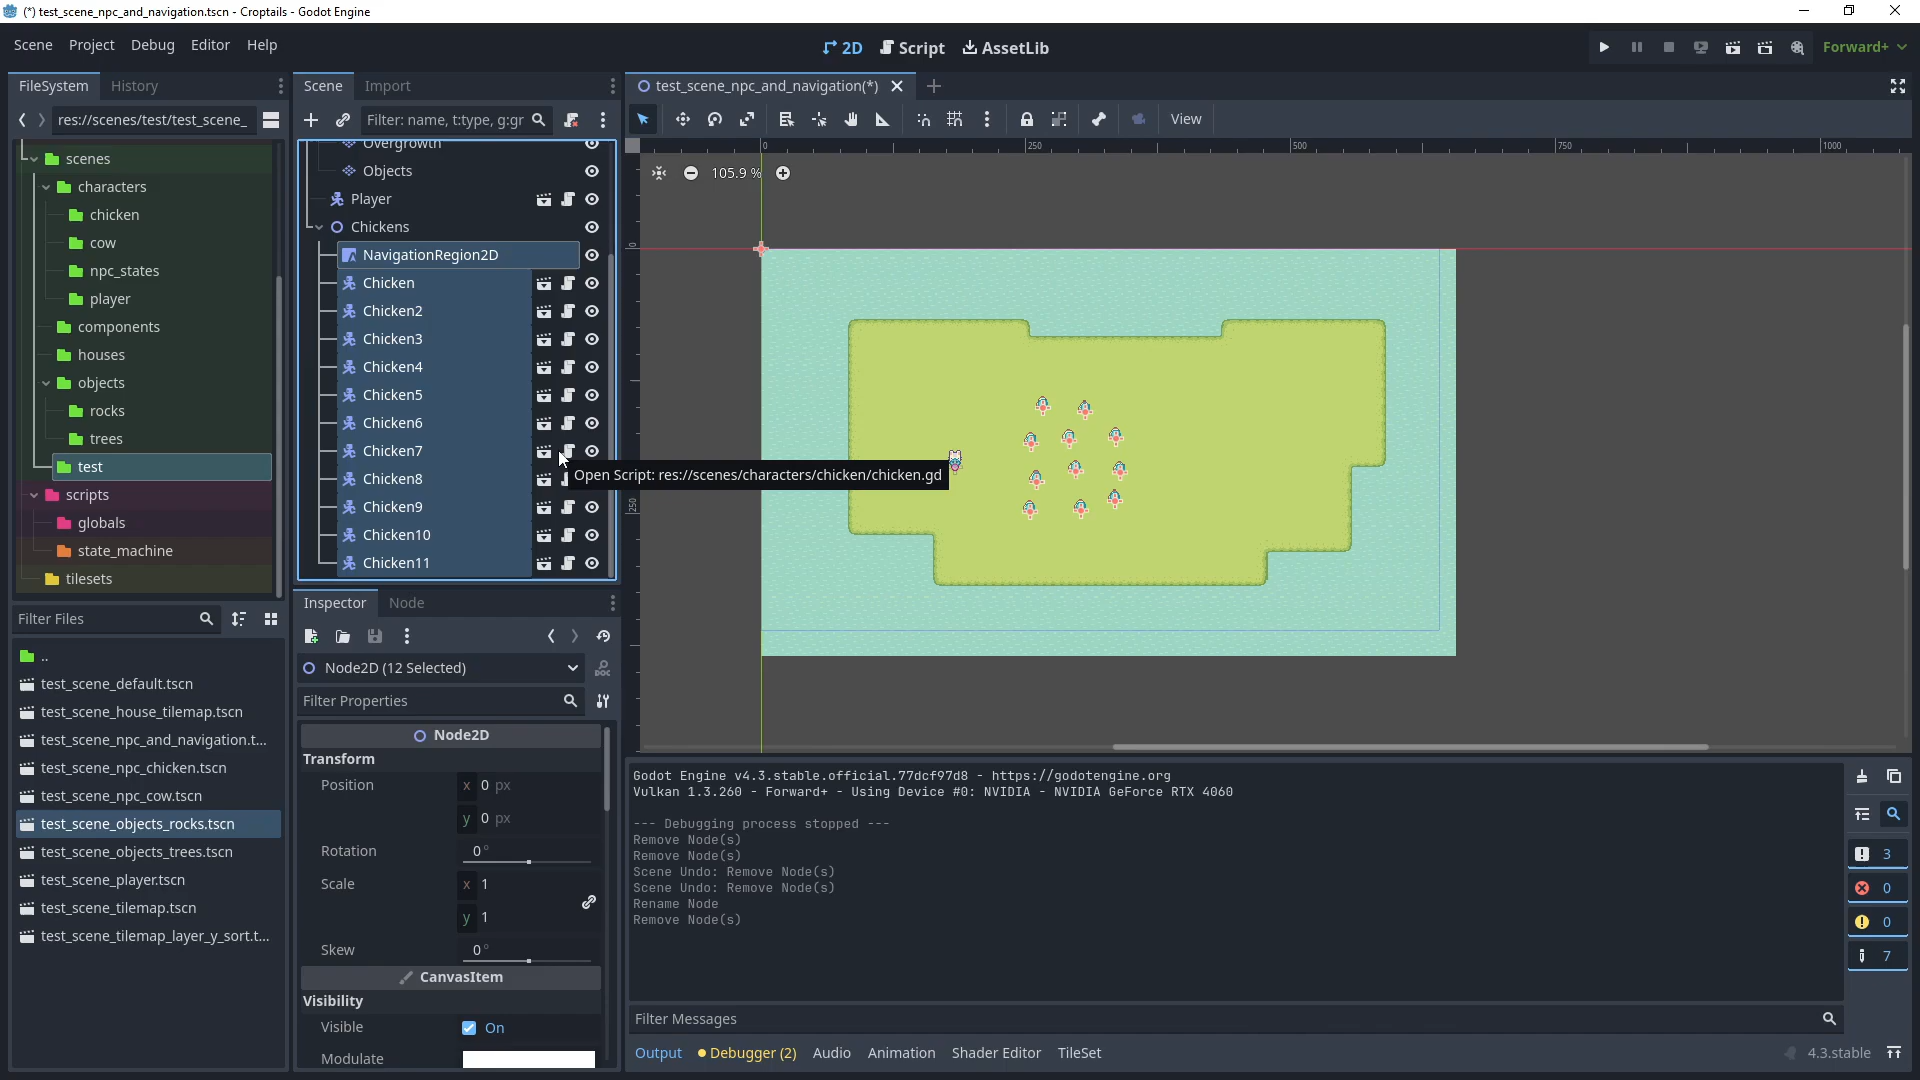 (*) test_scene_npc_and_navigation.tscn - Croptails - Godot Engine
Scene Project Debug Editor Help
2D Script AssetLib
Forward+
FileSystem History
res://scenes/test/test_scene_
scenes
characters
chicken
cow
npc_states
player
components
houses
objects
rocks
trees
test
scripts
globals
state_machine
tilesets
Filter Files
..
test_scene_default.tscn
test_scene_house_tilemap.tscn
test_scene_npc_and_navigation.t...
test_scene_npc_chicken.tscn
test_scene_npc_cow.tscn
test_scene_objects_rocks.tscn
test_scene_objects_trees.tscn
test_scene_player.tscn
test_scene_tilemap.tscn
test_scene_tilemap_layer_y_sort.t...
Scene Import
Filter: name, t:type, g:gr
Overgrowth
Objects
Player
Chickens
NavigationRegion2D
Chicken
Chicken2
Chicken3
Chicken4
Chicken5
Chicken6
Chicken7
Chicken8
Chicken9
Chicken10
Chicken11
Open Script: res://scenes/characters/chicken/chicken.gd
Inspector Node
Node2D (12 Selected)
Filter Properties
Node2D
Transform
Position x 0 px
y 0 px
Rotation 0 °
Scale x 1
y 1
Skew 0 °
CanvasItem
Visibility
Visible On
Modulate
test_scene_npc_and_navigation(*)
View
0 250 500 750 1000
105.9 %
0
250
Godot Engine v4.3.stable.official.77dcf97d8 - https://godotengine.org
Vulkan 1.3.260 - Forward+ - Using Device #0: NVIDIA - NVIDIA GeForce RTX 4060
--- Debugging process stopped ---
Remove Node(s)
Remove Node(s)
Scene Undo: Remove Node(s)
Scene Undo: Remove Node(s)
Rename Node
Remove Node(s)
3
0
0
7
Filter Messages
Output Debugger (2) Audio Animation Shader Editor TileSet
4.3.stable